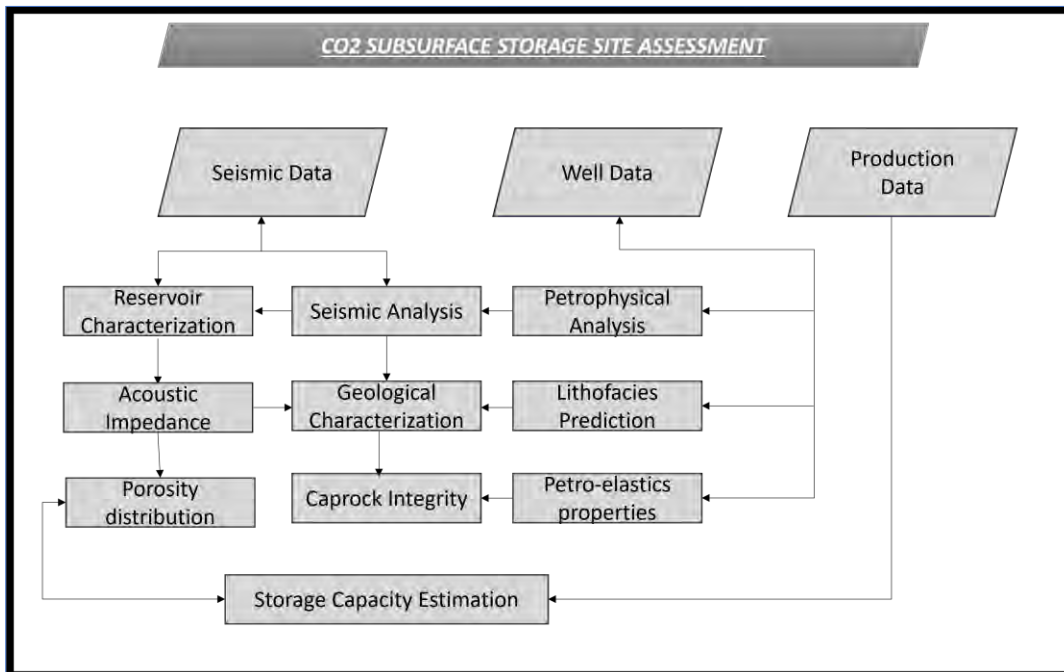 CO2 SUBSURFACE STORAGE SITE ASSESSMENT
Seismic Data
Well Data
Production
Data
Reservoir
Characterization
Seismic Analysis
Petrophysical
Analysis
Acoustic
Impedance
Geological
Characterization
Lithofacies
Prediction
Porosity
distribution
Caprock Integrity
Petro-elastics
properties
Storage Capacity Estimation